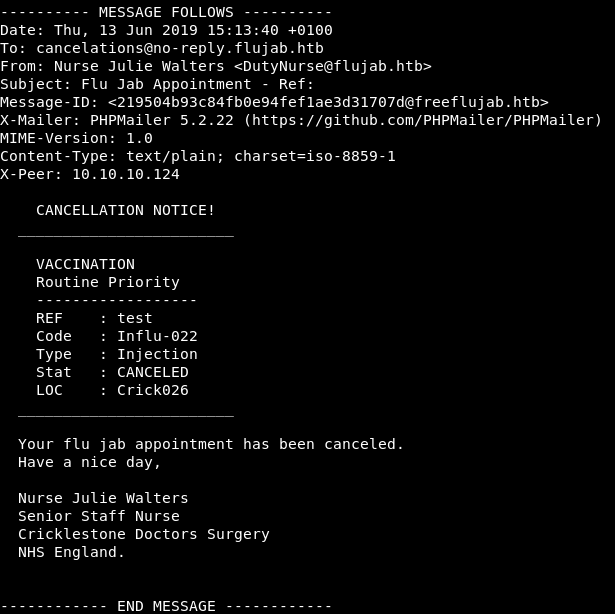 ---------- MESSAGE FOLLOWS ----------
Date: Thu, 13 Jun 2019 15:13:40 +0100
To: cancelations@no-reply.flujab.htb
From: Nurse Julie Walters <DutyNurse@flujab.htb>
Subject: Flu Jab Appointment - Ref:
Message-ID: <219504b93c84fb0e94fef1ae3d31707d@freeflujab.htb>
X-Mailer: PHPMailer 5.2.22 (https://github.com/PHPMailer/PHPMailer)
MIME-Version: 1.0
Content-Type: text/plain; charset=iso-8859-1
X-Peer: 10.10.10.124

    CANCELLATION NOTICE!
  ________________________

    VACCINATION
    Routine Priority
    ------------------
    REF    : test
    Code   : Influ-022
    Type   : Injection
    Stat   : CANCELED
    LOC    : Crick026
  ________________________

  Your flu jab appointment has been canceled.
  Have a nice day,

  Nurse Julie Walters
  Senior Staff Nurse
  Cricklestone Doctors Surgery
  NHS England.

------------ END MESSAGE ------------